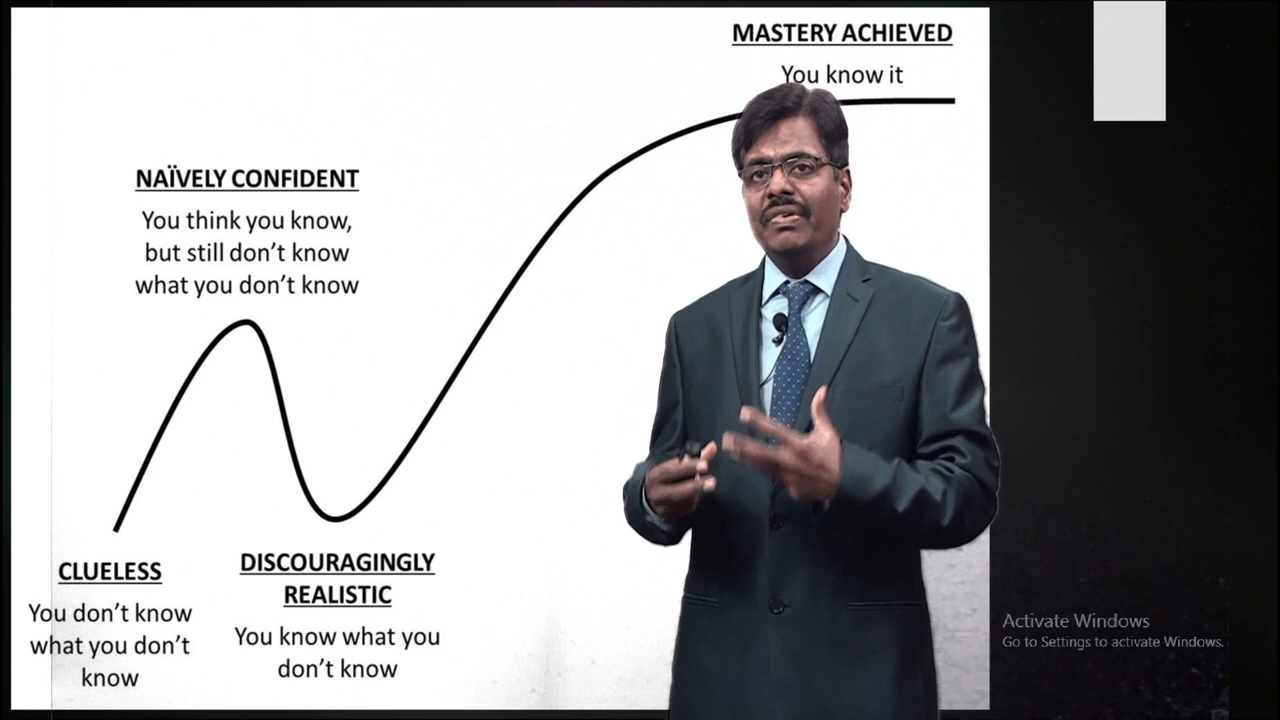 MASTERY ACHIEVED
You know it
NAÏVELY CONFIDENT
You think you know,
but still don't know
what you don't know
CLUELESS
You don't know
what you don't
know
DISCOURAGINGLY
REALISTIC
You know what you
don't know
Activate Windows
Go to Settings to activate Windows.